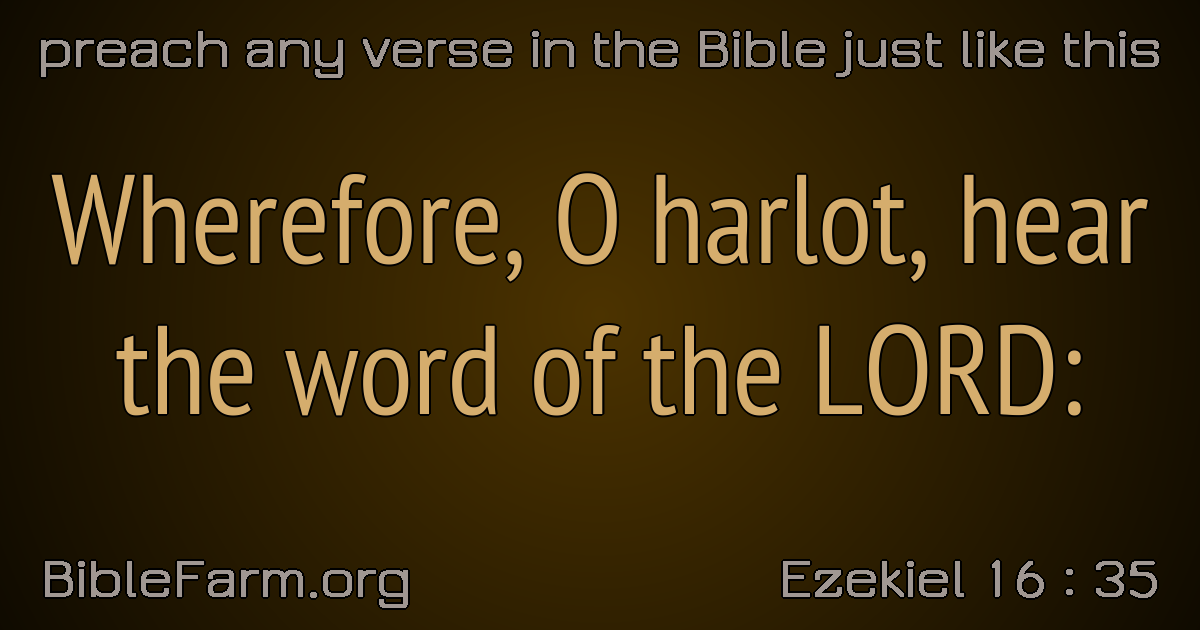 preach any verse in the Bible just like this
Wherefore, O harlot, hear
the word of the LORD:
BibleFarm.org
Ezekiel 16 : 35